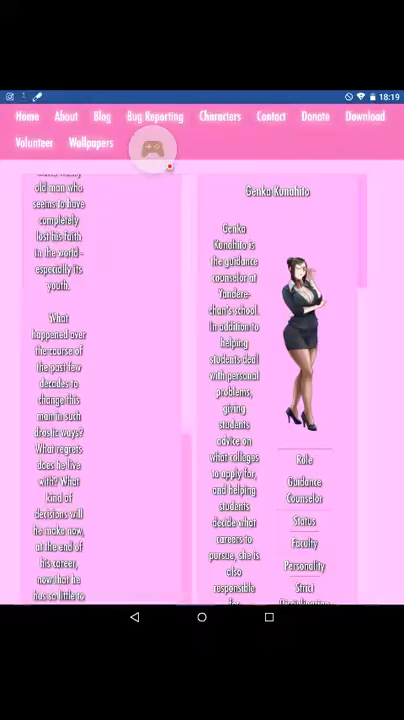 1
18:19
Home About Blog Bug Reporting Characters Contact Donate Download
Volunteer Wallpapers
old man who
seems to have
completely
lost his faith
in the world-
especially its
youth.
What
happened over
the course of
the past few
decades to
change this
man in such
drastic ways?
What regrets
does he live
with? What
kind of
decisions will
he make now,
at the end of
his career,
now that he
has so little to
Genka Kunahito
Genka
Kunahito is
the guidance
counselor at
Yandere-
chan's school.
In addition to
helping
students deal
with personal
problems,
giving
students
advice on
what colleges
to apply for,
and helping
students
decide what
careers to
pursue, she is
also
responsible
for
Role
Guidance
Counselor
Status
Faculty
Personality
Strict
Disciplinarian